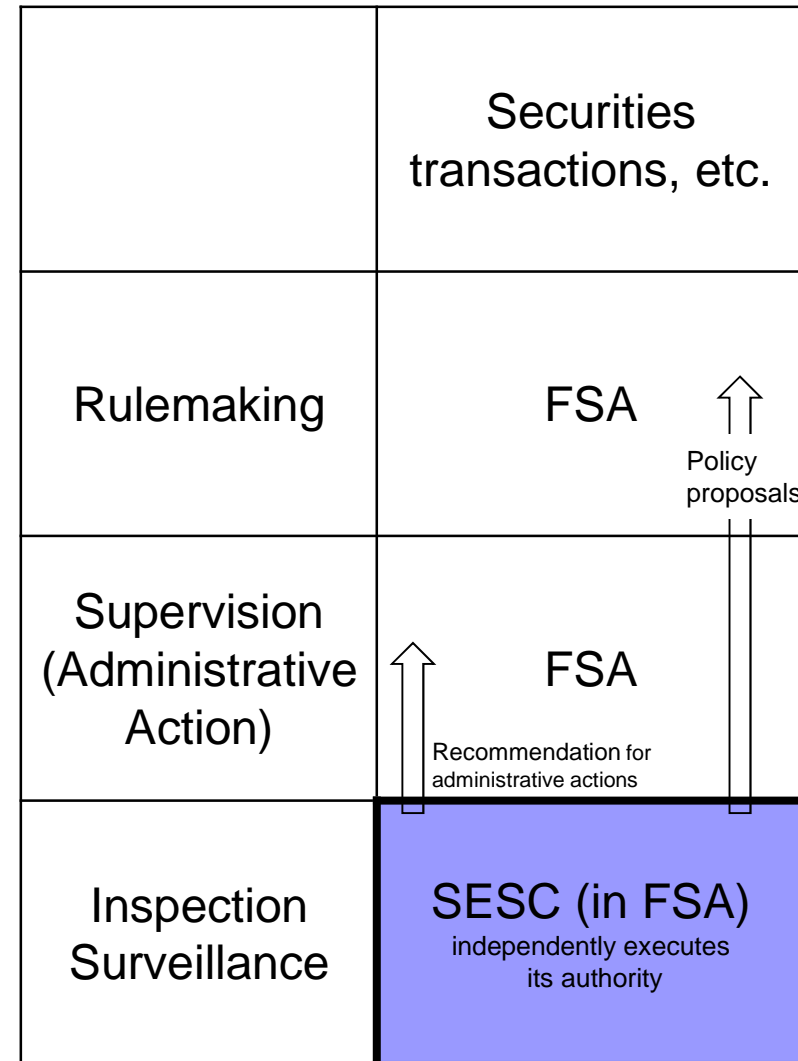 Securities
transactions, etc.
Rulemaking
FSA
Policy
proposals
Supervision
(Administrative
Action)
FSA
Recommendation for
administrative actions
Inspection
Surveillance
SESC (in FSA)
independently executes
its authority